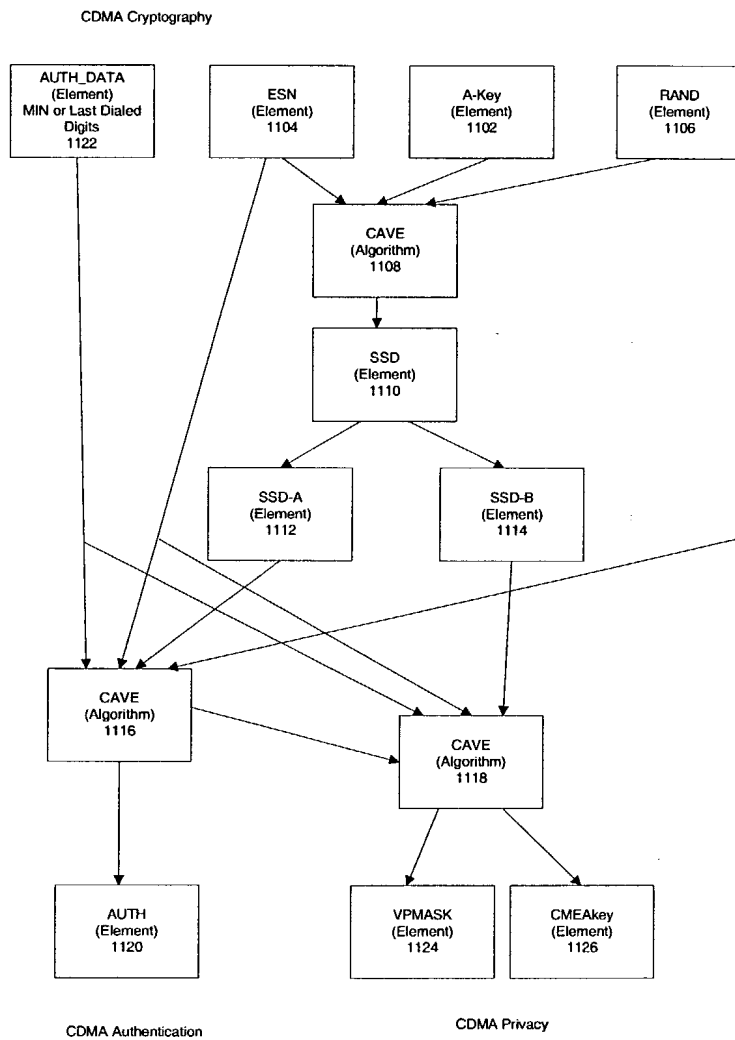 CDMA Cryptography
AUTH_DATA
(Element)
MIN or Last Dialed
Digits
1122
ESN
(Element)
1104
A-Key
(Element)
1102
RAND
(Element)
1106
CAVE
(Algorithm)
1108
SSD
(Element)
1110
SSD-A
(Element)
1112
SSD-B
(Element)
1114
CAVE
(Algorithm)
1116
CAVE
(Algorithm)
1118
AUTH
(Element)
1120
VPMASK
(Element)
1124
CMEAkey
(Element)
1126
CDMA Authentication
CDMA Privacy